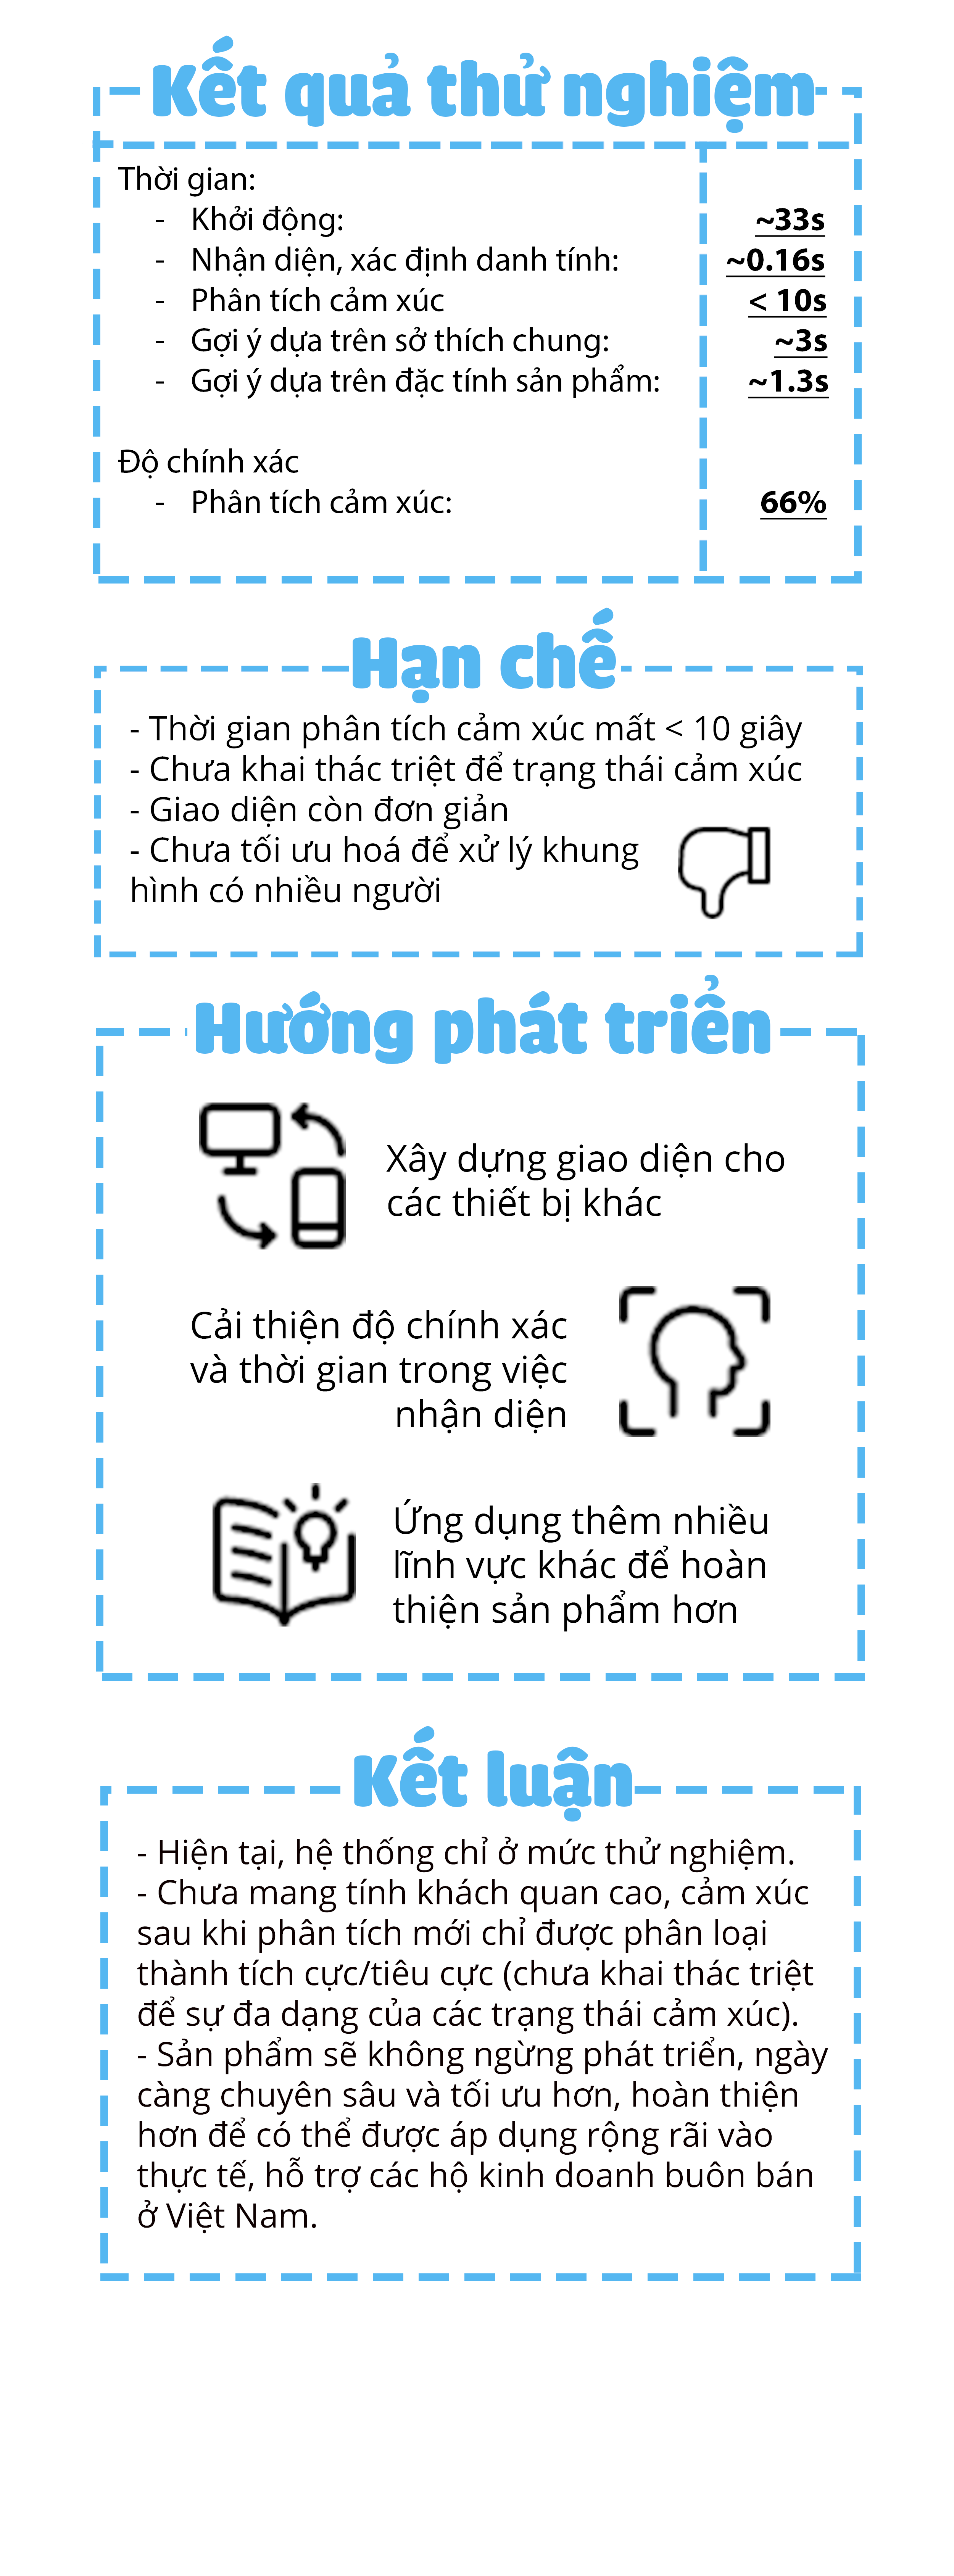 Kết quả thử nghiệm
Thời gian:
- Khởi động: ~33s
- Nhận diện, xác định danh tính: ~0.16s
- Phân tích cảm xúc < 10s
- Gợi ý dựa trên sở thích chung: ~3s
- Gợi ý dựa trên đặc tính sản phẩm: ~1.3s
Độ chính xác
- Phân tích cảm xúc: 66%
Hạn chế
- Thời gian phân tích cảm xúc mất < 10 giây
- Chưa khai thác triệt để trạng thái cảm xúc
- Giao diện còn đơn giản
- Chưa tối ưu hoá để xử lý khung
hình có nhiều người
Hướng phát triển
Xây dựng giao diện cho
các thiết bị khác
Cải thiện độ chính xác
và thời gian trong việc
nhận diện
Ứng dụng thêm nhiều
lĩnh vực khác để hoàn
thiện sản phẩm hơn
Kết luận
- Hiện tại, hệ thống chỉ ở mức thử nghiệm.
- Chưa mang tính khách quan cao, cảm xúc
sau khi phân tích mới chỉ được phân loại
thành tích cực/tiêu cực (chưa khai thác triệt
để sự đa dạng của các trạng thái cảm xúc).
- Sản phẩm sẽ không ngừng phát triển, ngày
càng chuyên sâu và tối ưu hơn, hoàn thiện
hơn để có thể được áp dụng rộng rãi vào
thực tế, hỗ trợ các hộ kinh doanh buôn bán
ở Việt Nam.